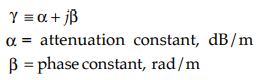 γ ≡ α + jβ
α = attenuation constant, dB/m
β = phase constant, rad/m